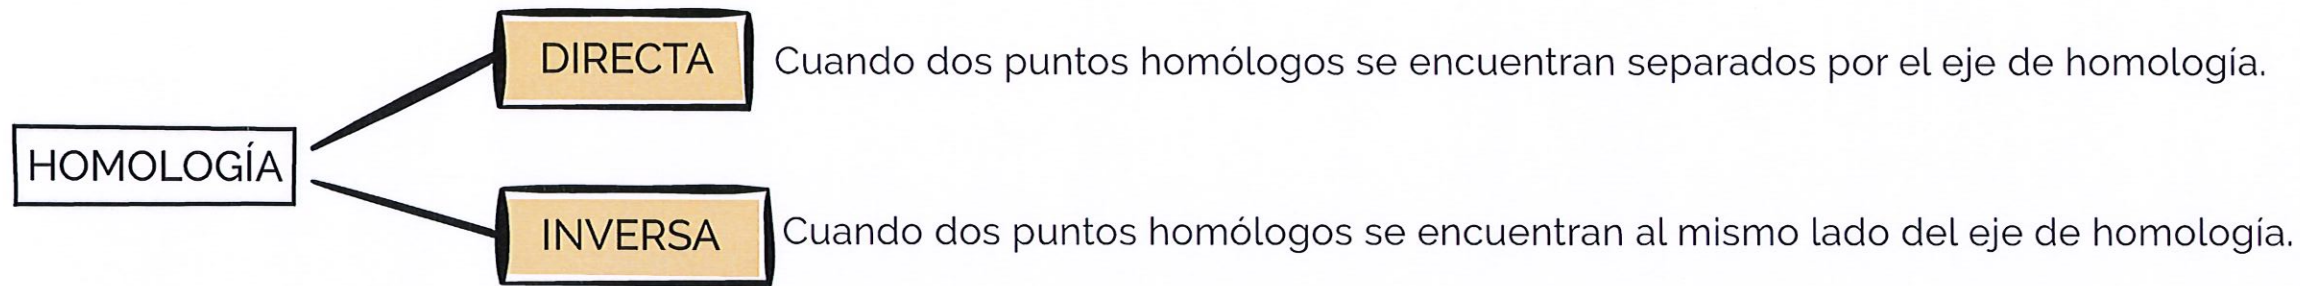 DIRECTA Cuando dos puntos homólogos se encuentran separados por el eje de homología.
HOMOLOGÍA
INVERSA Cuando dos puntos homólogos se encuentran al mismo lado del eje de homología.